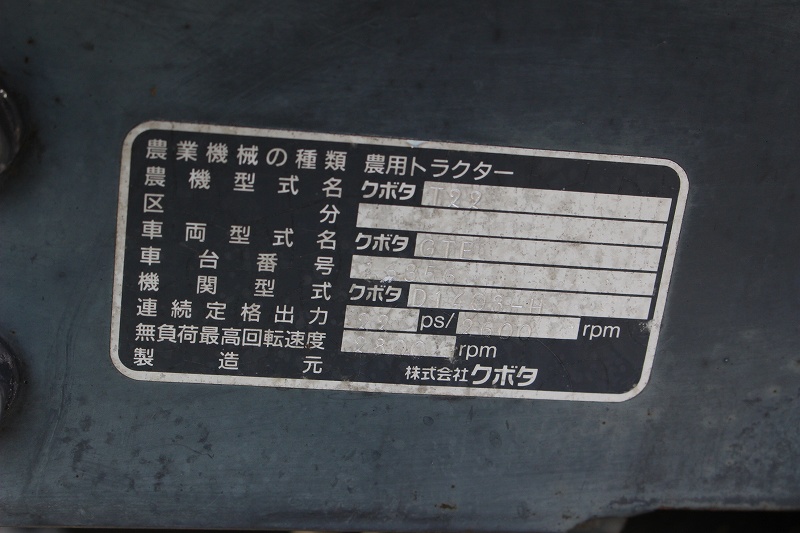 農業機械の種類 農用トラクター
農機型式名 クボタ T22
区分
車両型式名 クボタ GTF
車台番号
機関型式 クボタ D1403-H
連続定格出力 ps/ rpm
無負荷最高回転速度 rpm
製造元 株式会社クボタ